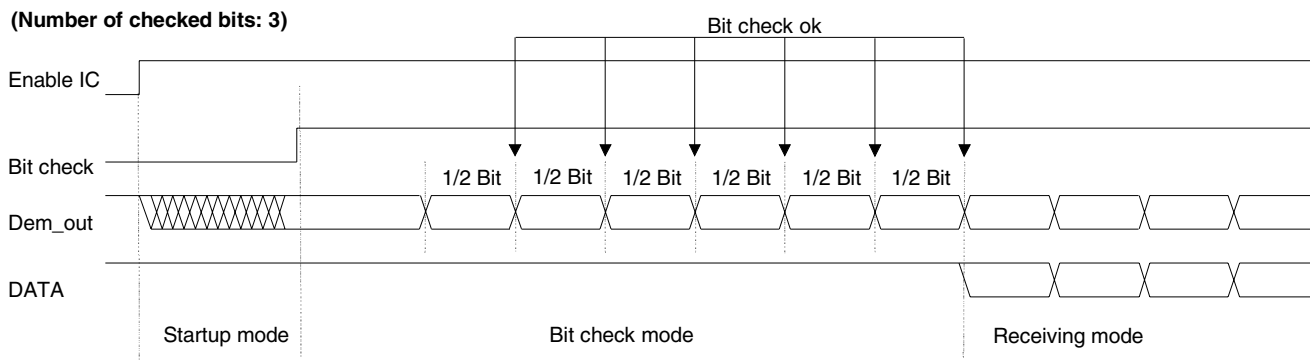 (Number of checked bits: 3)
Bit check ok
Enable IC
Bit check
1/2 Bit 1/2 Bit 1/2 Bit 1/2 Bit 1/2 Bit 1/2 Bit
Dem_out
DATA
Startup mode Bit check mode Receiving mode